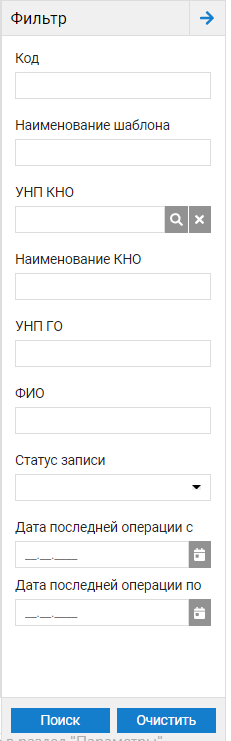 Фильтр
Код
Наименование шаблона
УНП КНО
Наименование КНО
УНП ГО
ФИО
Статус записи
Дата последней операции с
__.__.____
Дата последней операции по
__.__.____
Поиск
Очистить
в раздел "Параметры"